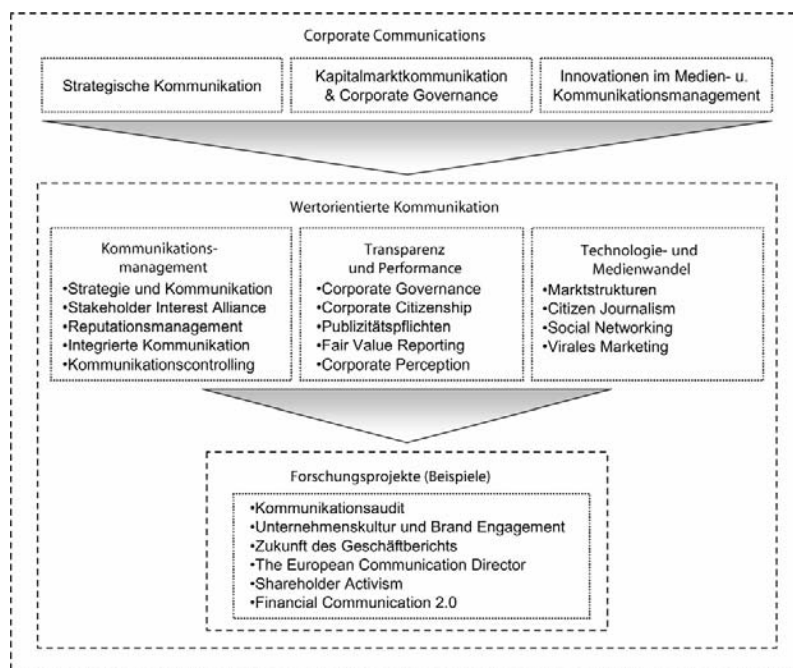 Corporate Communications
Strategische Kommunikation
Kapitalmarktkommunikation
& Corporate Governance
Innovationen im Medien- u.
Kommunikationsmanagement
Wertorientierte Kommunikation
Kommunikations-
management
•Strategie und Kommunikation
•Stakeholder Interest Alliance
•Reputationsmanagement
•Integrierte Kommunikation
•Kommunikationscontrolling
Transparenz
und Performance
•Corporate Governance
•Corporate Citizenship
•Publizitätspflichten
•Fair Value Reporting
•Corporate Perception
Technologie- und
Medienwandel
•Marktstrukturen
•Citizen Journalism
•Social Networking
•Virales Marketing
Forschungsprojekte (Beispiele)
•Kommunikationsaudit
•Unternehmenskultur und Brand Engagement
•Zukunft des Geschäftberichts
•The European Communication Director
•Shareholder Activism
•Financial Communication 2.0